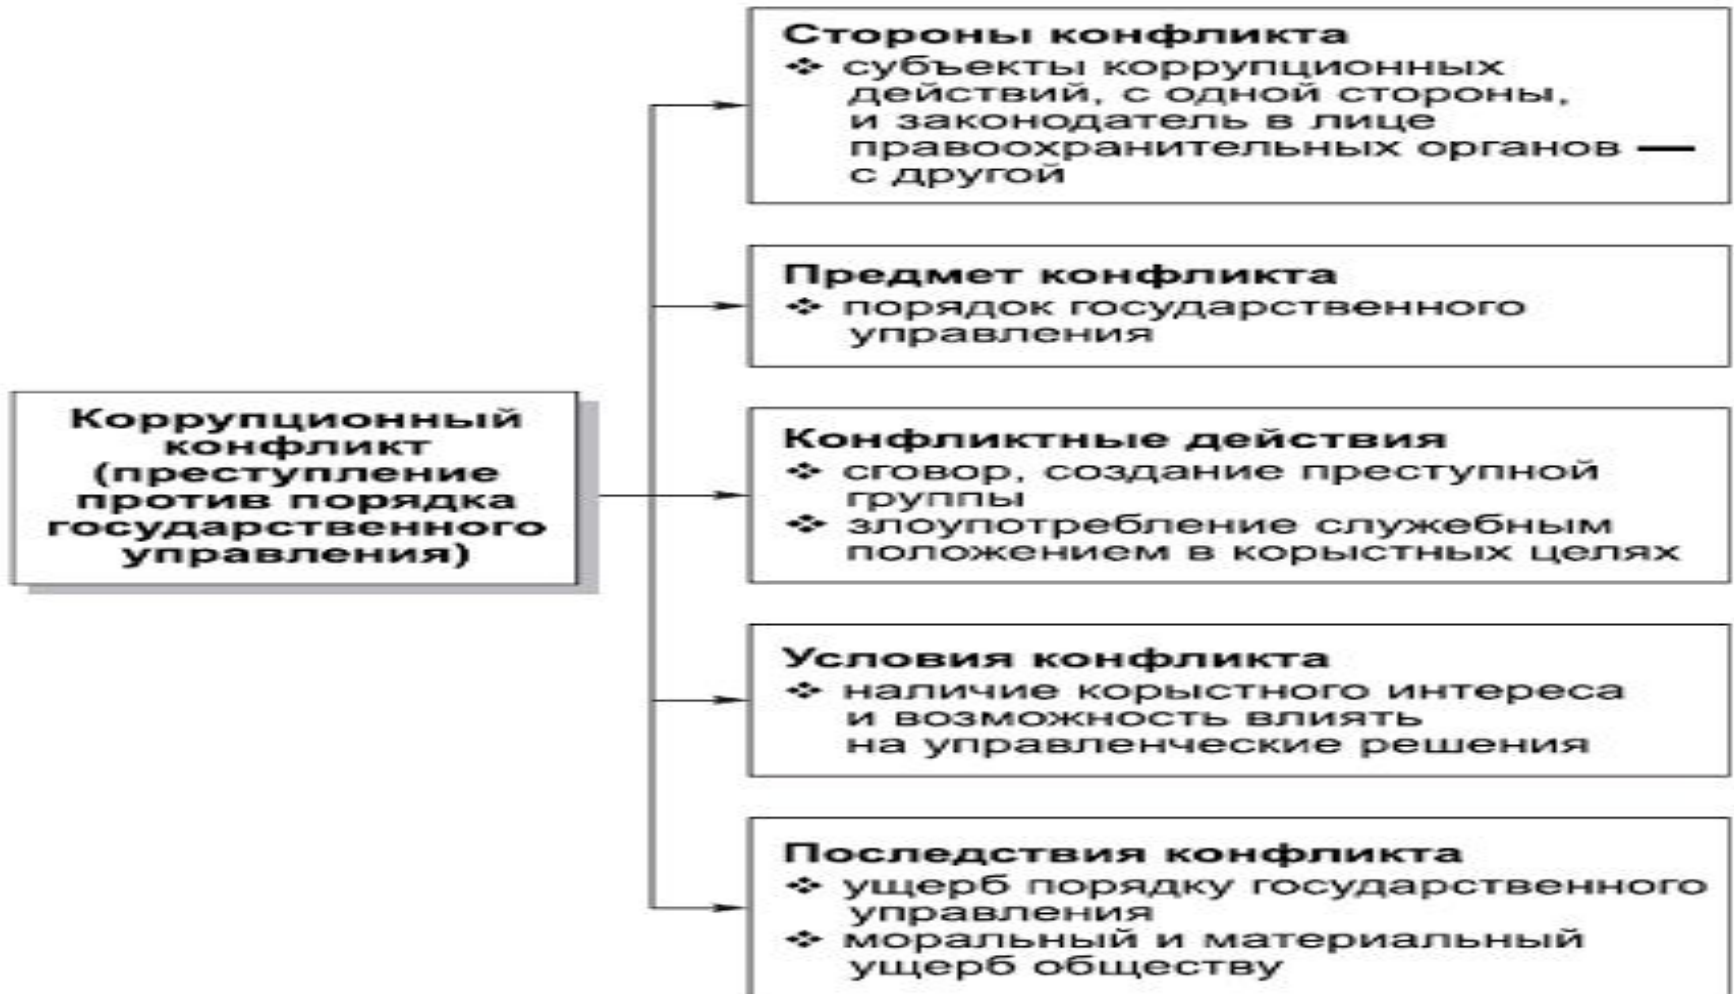 Коррупционный
конфликт
(преступление
против порядка
государственного
управления)
Стороны конфликта
❖ субъекты коррупционных
действий, с одной стороны,
и законодатель в лице
правоохранительных органов —
с другой
Предмет конфликта
❖ порядок государственного
управления
Конфликтные действия
❖ сговор, создание преступной
группы
❖ злоупотребление служебным
положением в корыстных целях
Условия конфликта
❖ наличие корыстного интереса
и возможность влиять
на управленческие решения
Последствия конфликта
❖ ущерб порядку государственного
управления
❖ моральный и материальный
ущерб обществу